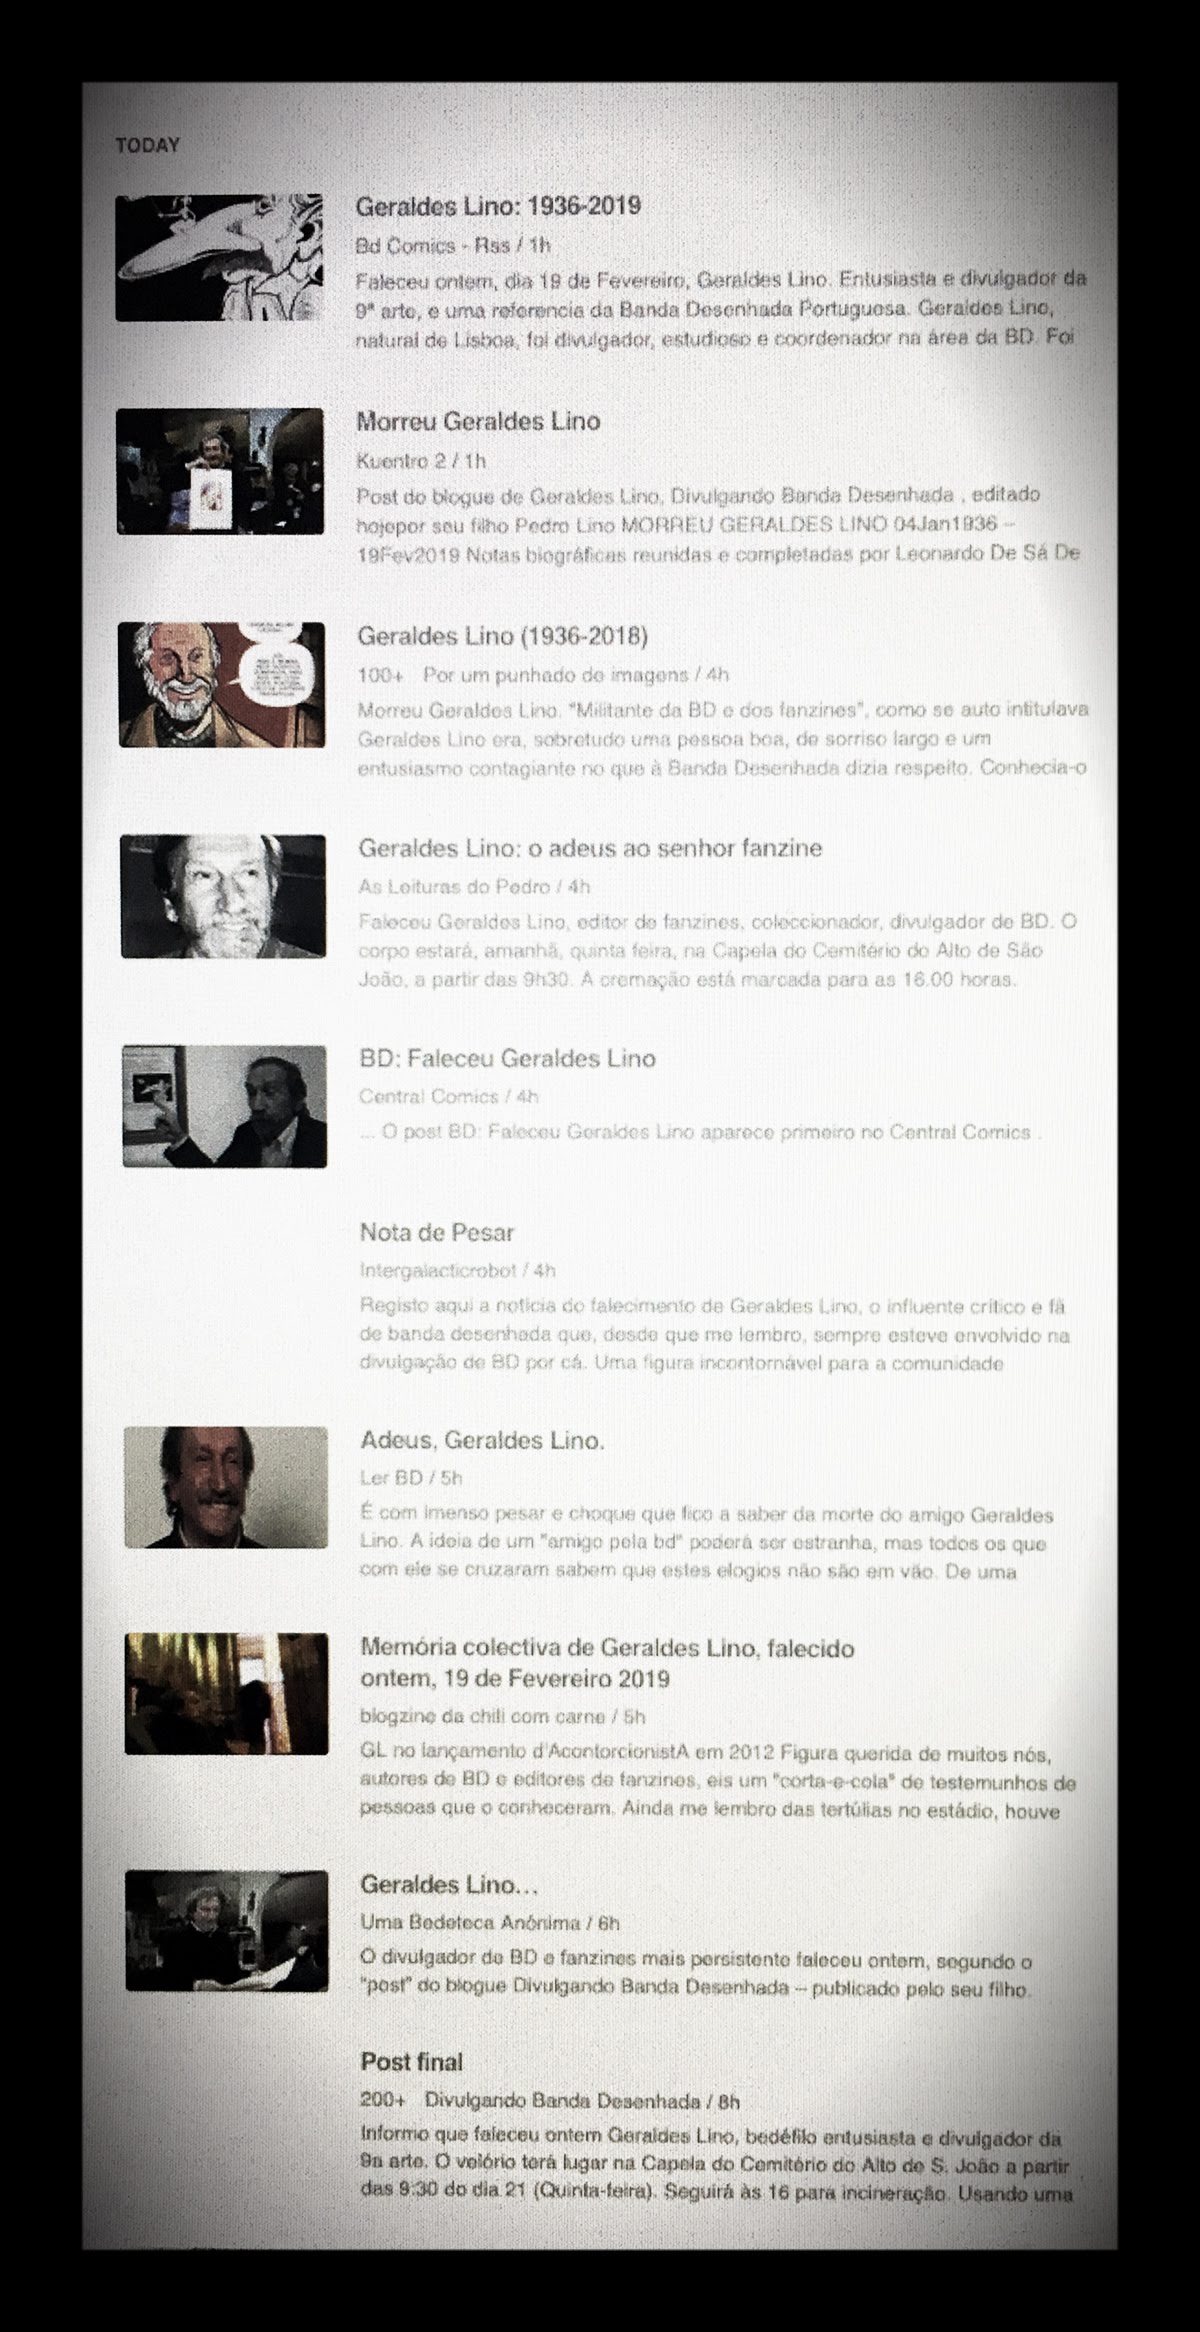 TODAY
Geraldes Lino: 1936-2019
Bd Comics - Rss / 1h
Faleceu ontem, dia 19 de Fevereiro, Geraldes Lino. Entusiasta e divulgador da
9ª arte, e uma referencia da Banda Desenhada Portuguesa. Geraldes Lino,
natural de Lisboa, foi divulgador, estudioso e coordenador na área da BD. Foi
Morreu Geraldes Lino
Kuentro 2 / 1h
Post do blogue de Geraldes Lino, Divulgando Banda Desenhada , editado
hojepor seu filho Pedro Lino MORREU GERALDES LINO 04Jan1936 –
19Fev2019 Notas biográficas reunidas e completadas por Leonardo De Sá De
Geraldes Lino (1936-2018)
100+ Por um punhado de imagens / 4h
Morreu Geraldes Lino. "Militante da BD e dos fanzines", como se auto intitulava
Geraldes Lino era, sobretudo uma pessoa boa, de sorriso largo e um
entusiasmo contagiante no que à Banda Desenhada dizia respeito. Conhecia-o
Geraldes Lino: o adeus ao senhor fanzine
As Leituras do Pedro / 4h
Faleceu Geraldes Lino, editor de fanzines, coleccionador, divulgador de BD. O
corpo estará, amanhã, quinta feira, na Capela do Cemitério do Alto de São
João, a partir das 9h30. A cremação está marcada para as 16.00 horas.
BD: Faleceu Geraldes Lino
Central Comics / 4h
... O post BD: Faleceu Geraldes Lino aparece primeiro no Central Comics .
Nota de Pesar
Intergalacticrobot / 4h
Registo aqui a notícia do falecimento de Geraldes Lino, o influente crítico e fã
de banda desenhada que, desde que me lembro, sempre esteve envolvido na
divulgação de BD por cá. Uma figura incontornável para a comunidade
Adeus, Geraldes Lino.
Ler BD / 5h
É com imenso pesar e choque que fico a saber da morte do amigo Geraldes
Lino. A ideia de um "amigo pela bd" poderá ser estranha, mas todos os que
com ele se cruzaram sabem que estes elogios não são em vão. De uma
Memória colectiva de Geraldes Lino, falecido
ontem, 19 de Fevereiro 2019
blogzine da chili com carne / 5h
GL no lançamento d'AcontorcionistA em 2012 Figura querida de muitos nós,
autores de BD e editores de fanzines, eis um "corta-e-cola" de testemunhos de
pessoas que o conheceram. Ainda me lembro das tertúlias no estádio, houve
Geraldes Lino…
Uma Bedeteca Anónima / 6h
O divulgador de BD e fanzines mais persistente faleceu ontem, segundo o
"post" do blogue Divulgando Banda Desenhada – publicado pelo seu filho.
Post final
200+ Divulgando Banda Desenhada / 8h
Informo que faleceu ontem Geraldes Lino, bedéfilo entusiasta e divulgador da
9a arte. O velório terá lugar na Capela do Cemitério do Alto de S. João a partir
das 9:30 do dia 21 (Quinta-feira). Seguirá às 16 para incineração. Usando uma